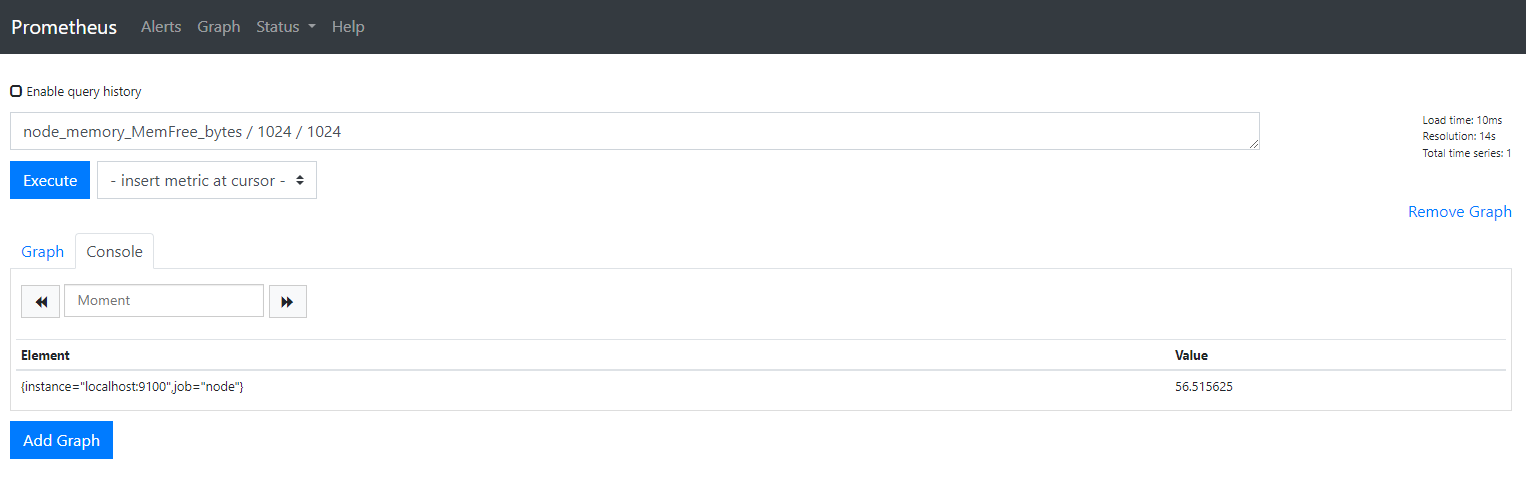 Prometheus Alerts Graph Status Help
Enable query history
node_memory_MemFree_bytes / 1024 / 1024
Load time: 10ms
Resolution: 14s
Total time series: 1
Execute - insert metric at cursor -
Remove Graph
Graph Console
Moment
Element Value
{instance="localhost:9100",job="node"} 56.515625
Add Graph